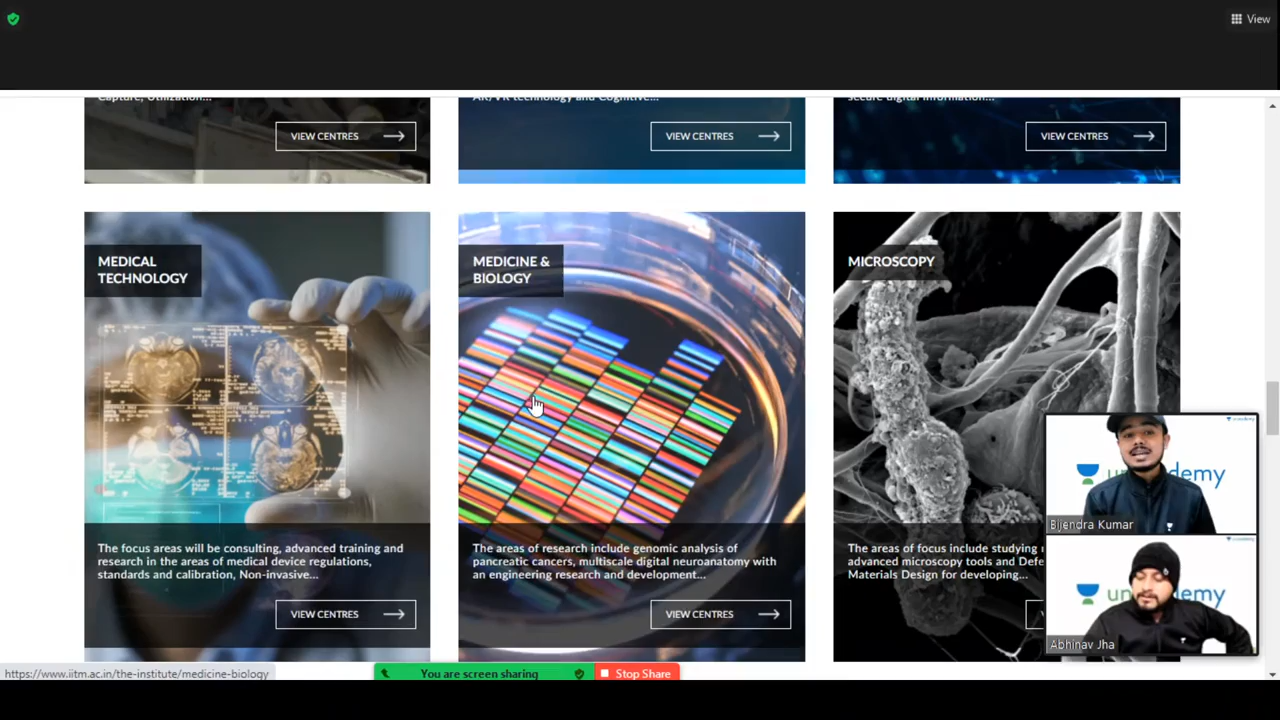 View
Capture, Utilization...
AR/VR technology and Cognitive...
secure digital information...
VIEW CENTRES
VIEW CENTRES
VIEW CENTRES
MEDICAL
TECHNOLOGY
MEDICINE &
BIOLOGY
MICROSCOPY
The focus areas will be consulting, advanced training and
research in the areas of medical device regulations,
standards and calibration, Non-invasive...
VIEW CENTRES
The areas of research include genomic analysis of
pancreatic cancers, multiscale digital neuroanatomy with
an engineering research and development...
VIEW CENTRES
The areas of focus include studying
advanced microscopy tools and Defe
Materials Design for developing...
Bijendra Kumar
Abhinav Jha
https://www.iitm.ac.in/the-institute/medicine-biology
You are screen sharing
Stop Share